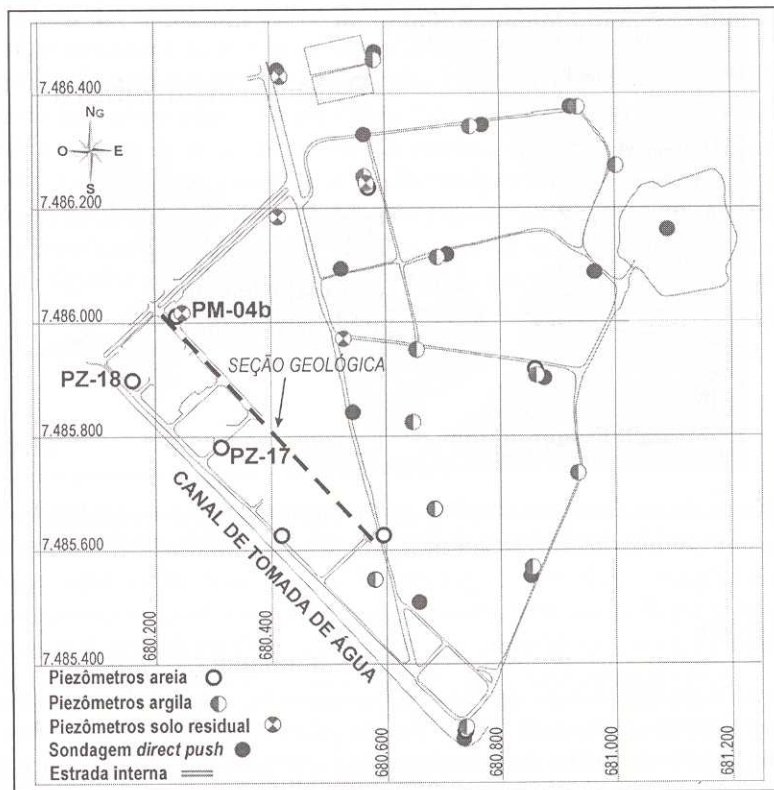 7.486.400
NG
O E
S
7.486.200
7.486.000
PM-04b
SEÇÃO GEOLÓGICA
PZ-18
7.485.800
PZ-17
CANAL DE TOMADA DE ÁGUA
7.485.600
680.200
680.400
7.485.400
680.600
680.800
681.000
681.200
Piezômetros areia
Piezômetros argila
Piezômetros solo residual
Sondagem direct push
Estrada interna